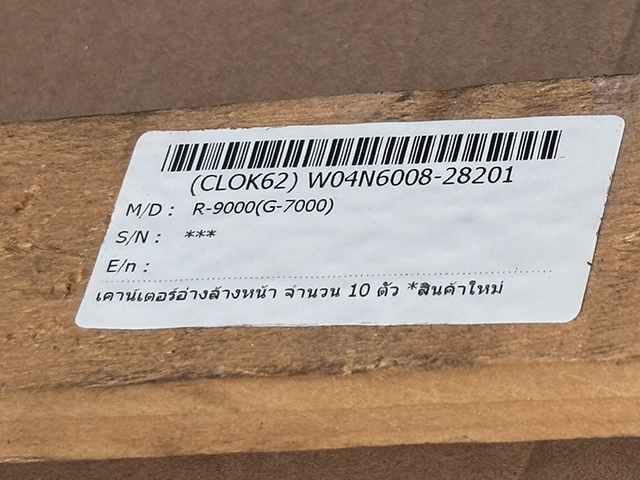 (CLOK62) W04N6008-28201
M/D : R-9000(G-7000)
S/N : ***
E/n :
เคาน์เตอร์อ่างล้างหน้า จำนวน 10 ตัว *สินค้าใหม่